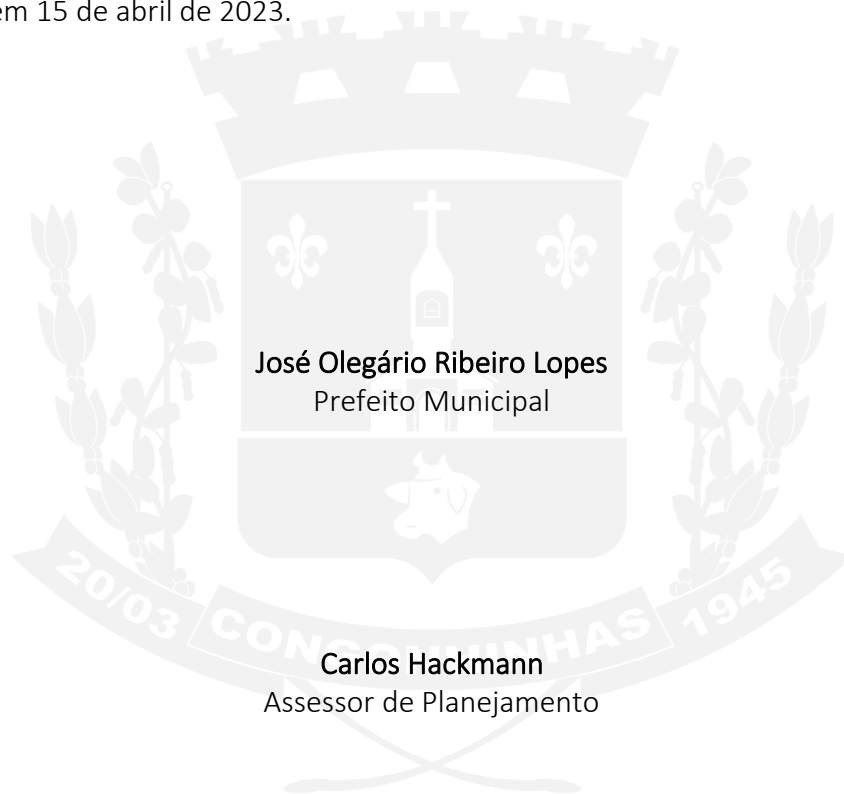 em 15 de abril de 2023.
José Olegário Ribeiro Lopes
Prefeito Municipal
20/03
CONGONHINHAS
1945
Carlos Hackmann
Assessor de Planejamento